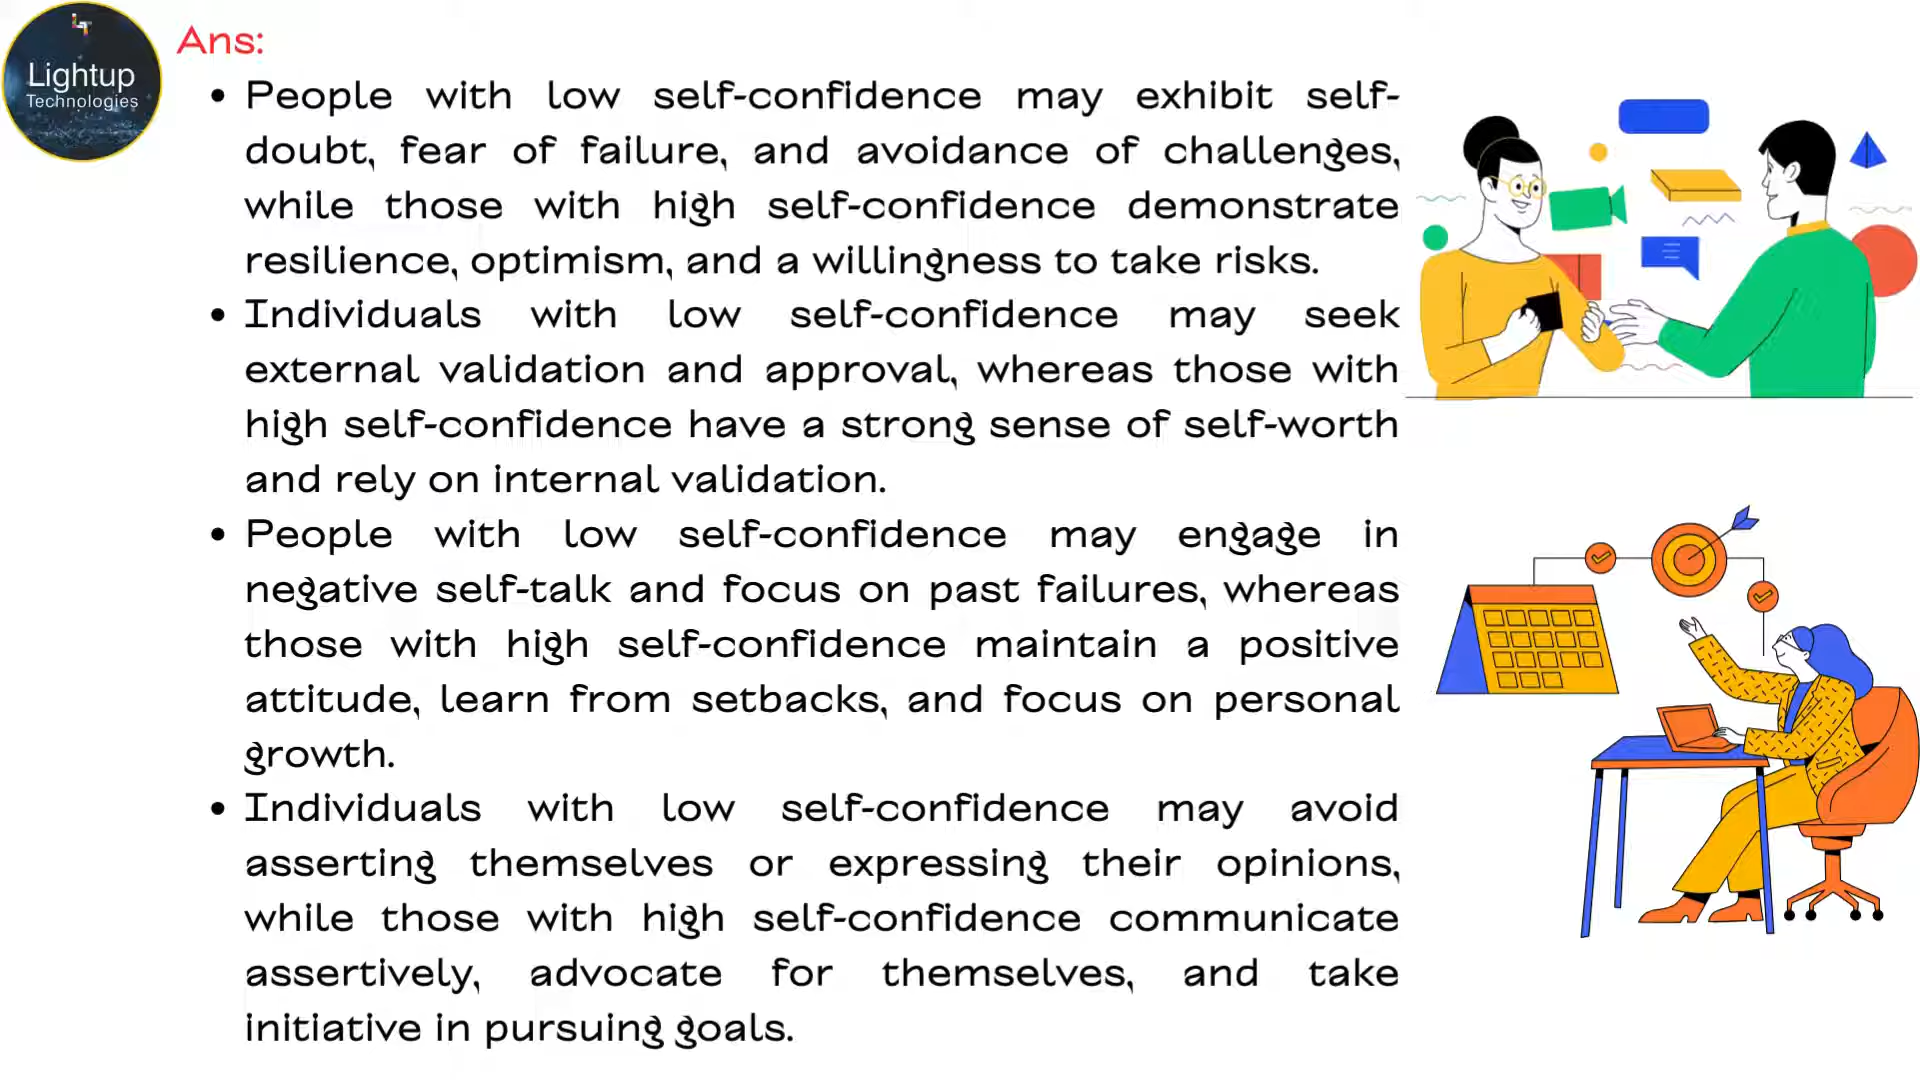 LT
Lightup
Technologies
Ans:
• People with low self-confidence may exhibit self-
doubt, fear of failure, and avoidance of challenges,
while those with high self-confidence demonstrate
resilience, optimism, and a willingness to take risks.
• Individuals with low self-confidence may seek
external validation and approval, whereas those with
high self-confidence have a strong sense of self-worth
and rely on internal validation.
• People with low self-confidence may engage in
negative self-talk and focus on past failures, whereas
those with high self-confidence maintain a positive
attitude, learn from setbacks, and focus on personal
growth.
• Individuals with low self-confidence may avoid
asserting themselves or expressing their opinions,
while those with high self-confidence communicate
assertively, advocate for themselves, and take
initiative in pursuing goals.